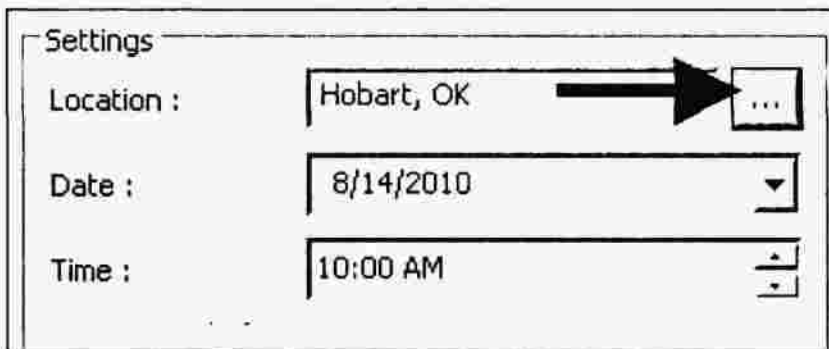 Settings
Location : Hobart, OK ...
Date : 8/14/2010
Time : 10:00 AM